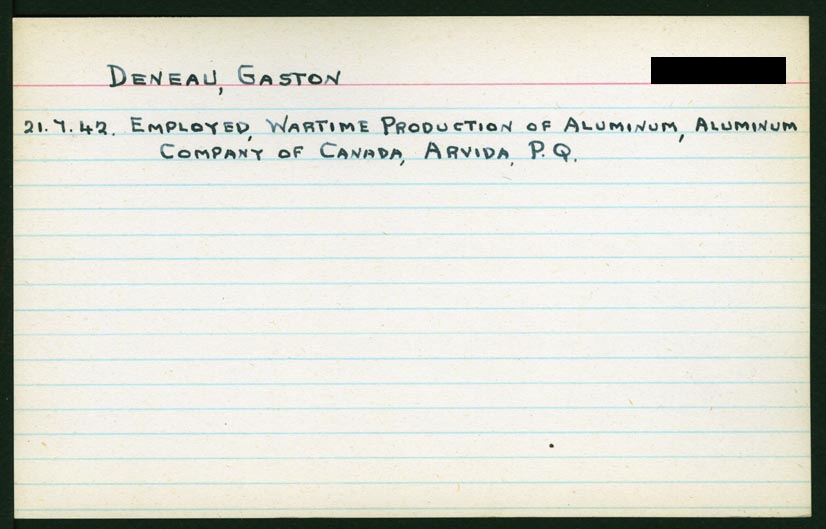 DENEAU, GASTON
21.7.42. EMPLOYED, WARTIME PRODUCTION OF ALUMINUM, ALUMINUM
COMPANY OF CANADA, ARVIDA, P.Q.